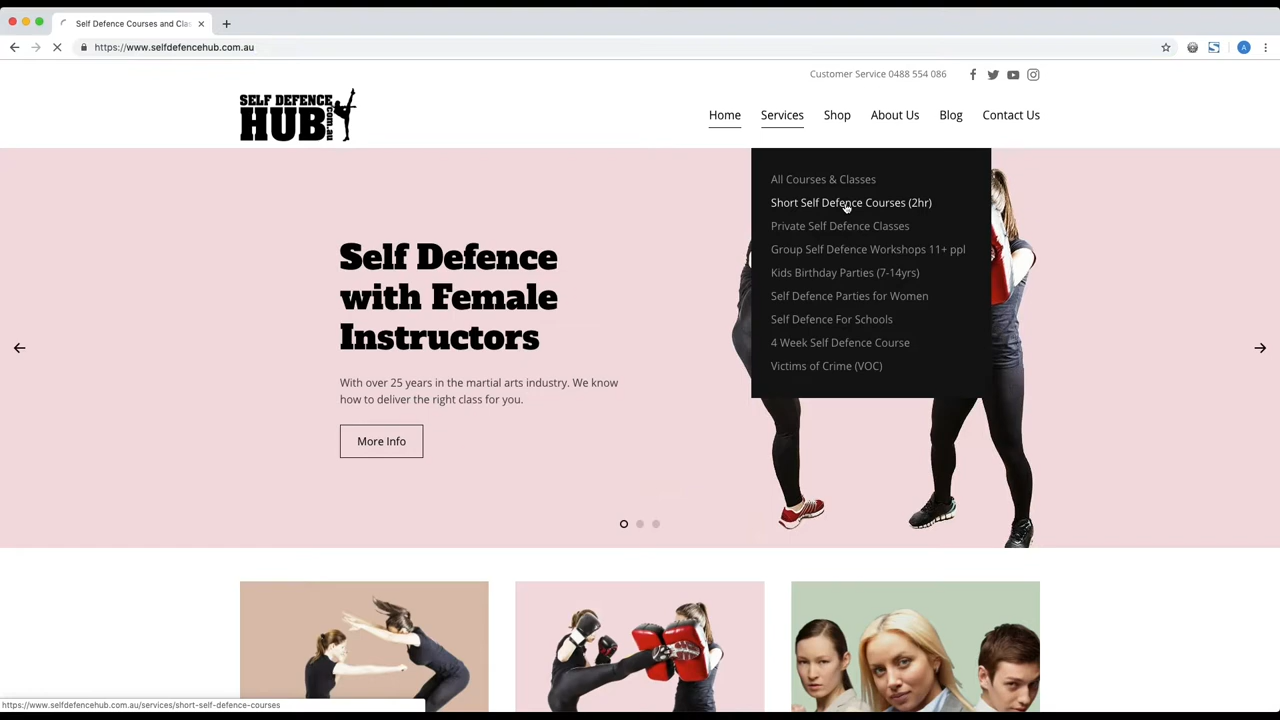 Self Defence Courses and Clas
https://www.selfdefencehub.com.au
A
Customer Service 0488 554 086
SELF DEFENCE
HUB
.com.au
Home Services Shop About Us Blog Contact Us
All Courses & Classes
Short Self Defence Courses (2hr)
Private Self Defence Classes
Group Self Defence Workshops 11+ ppl
Kids Birthday Parties (7-14yrs)
Self Defence Parties for Women
Self Defence For Schools
4 Week Self Defence Course
Victims of Crime (VOC)
Self Defence
with Female
Instructors
With over 25 years in the martial arts industry. We know
how to deliver the right class for you.
More Info
https://www.selfdefencehub.com.au/services/short-self-defence-courses